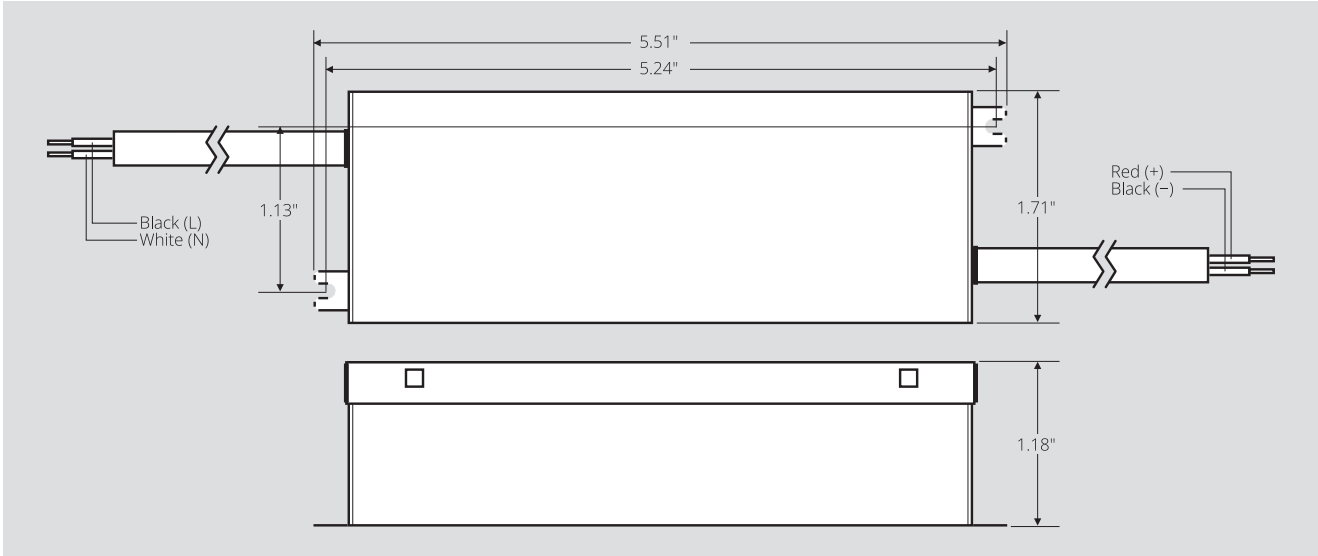 5.51"
5.24"
1.13"
1.71"
Red (+)
Black (−)
Black (L)
White (N)
1.18"